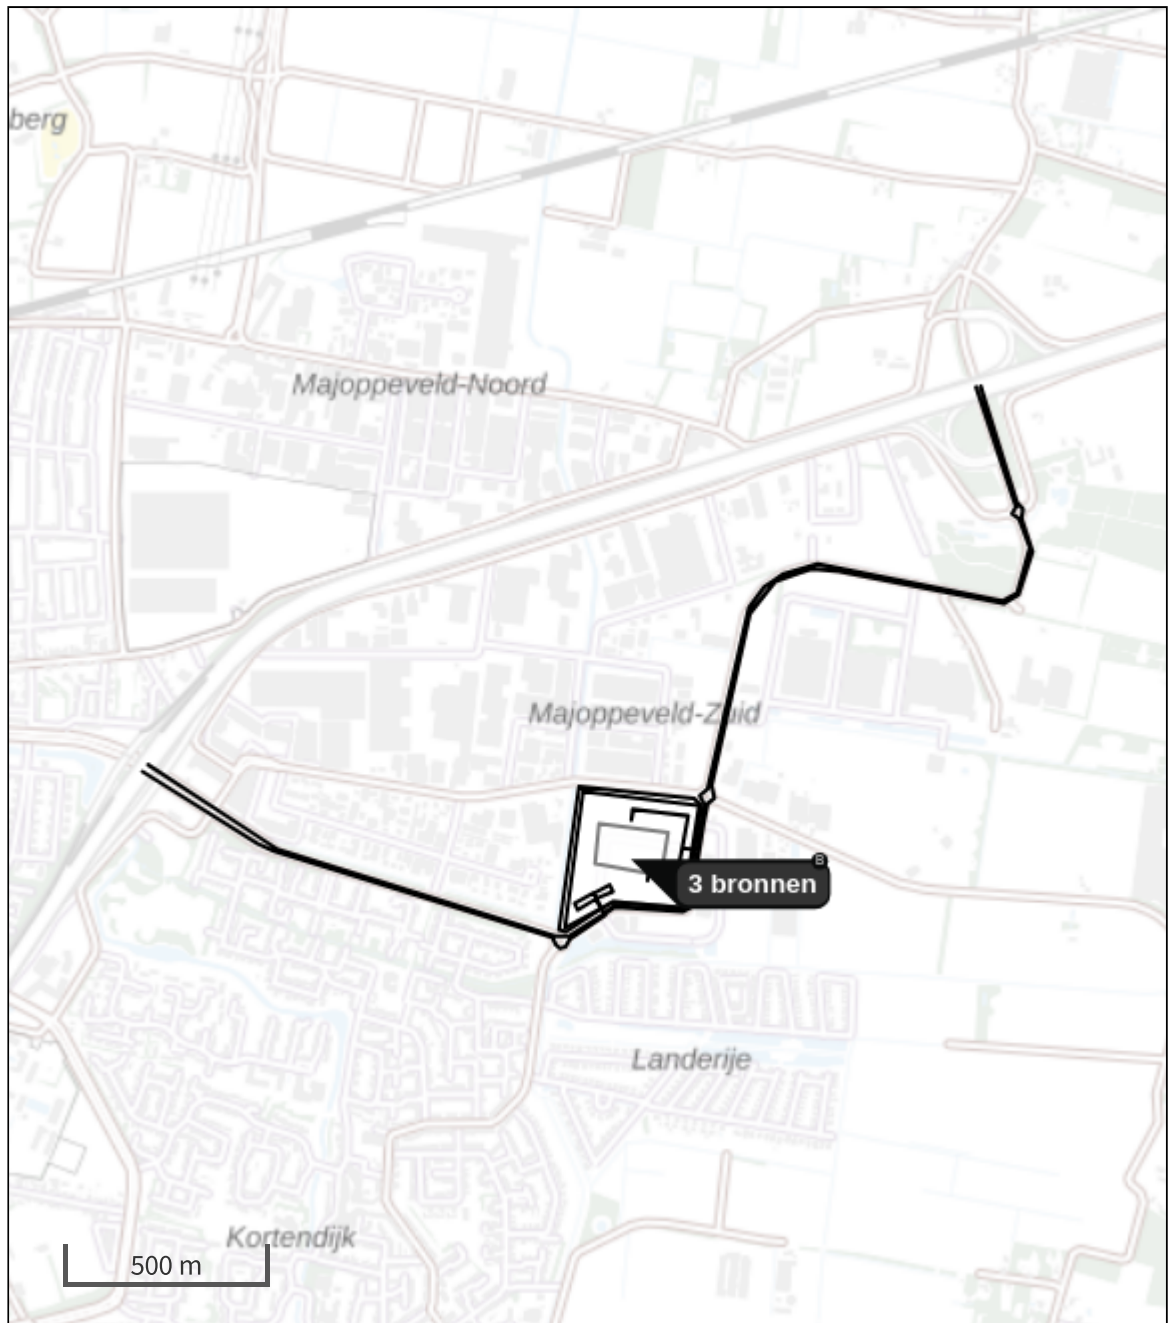 berg
Majoppeveld-Noord
Majoppeveld-Zuid
B
3 bronnen
Landerije
Kortendijk
500 m